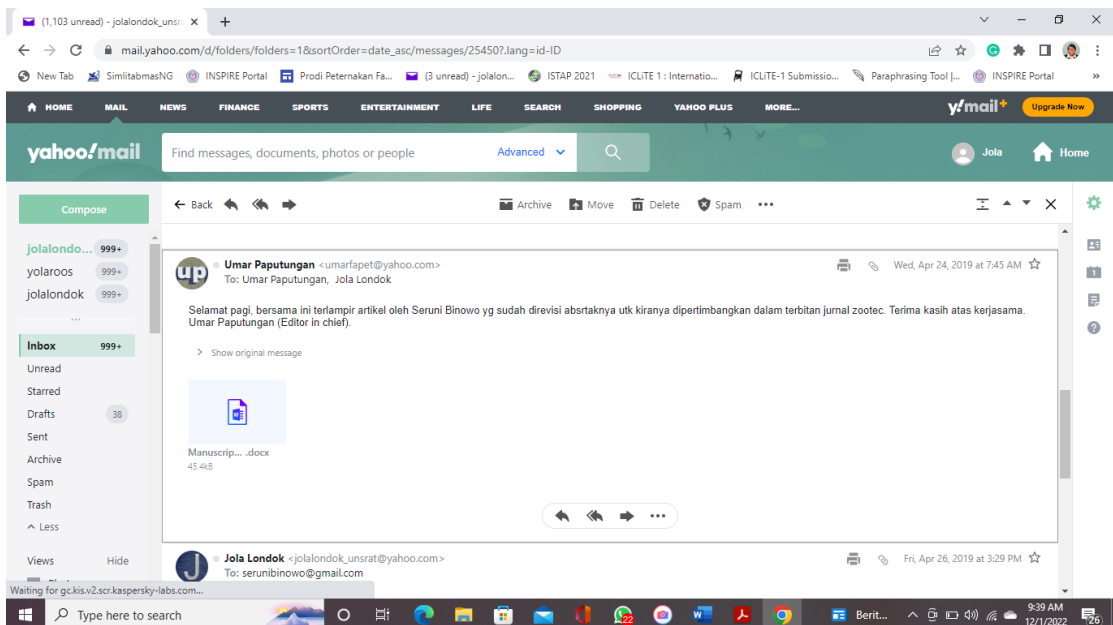 (1,103 unread) - jolalondok_unsra
mail.yahoo.com/d/folders/folders=1&sortOrder=date_asc/messages/25450?.lang=id-ID
New Tab SimlitabmasNG INSPIRE Portal Prodi Peternakan Fa... (3 unread) - jolalon... ISTAP 2021 ICLiTE 1 : Internatio... ICLiTE-1 Submissio... Paraphrasing Tool |... INSPIRE Portal »
HOME MAIL NEWS FINANCE SPORTS ENTERTAINMENT LIFE SEARCH SHOPPING YAHOO PLUS MORE... y!mail+ Upgrade Now
yahoo!mail Find messages, documents, photos or people Advanced Jola Home
Compose
Back Archive Move Delete Spam •••
jolalondo... 999+
yolaroos 999+
jolalondok 999+
Inbox 999+
Unread
Starred
Drafts 38
Sent
Archive
Spam
Trash
Less
Views Hide
up Umar Paputungan <umarfapet@yahoo.com> Wed, Apr 24, 2019 at 7:45 AM
To: Umar Paputungan, Jola Londok
Selamat pagi, bersama ini terlampir artikel oleh Seruni Binowo yg sudah direvisi absrtaknya utk kiranya dipertimbangkan dalam terbitan jurnal zootec. Terima kasih atas kerjasama.
Umar Paputungan (Editor in chief).
Show original message
Manuscrip... .docx
45.4kB
J Jola Londok <jolalondok_unsrat@yahoo.com> Fri, Apr 26, 2019 at 3:29 PM
To: serunibinowo@gmail.com
Waiting for gc.kis.v2.scr.kaspersky-labs.com...
Type here to search 22 Berit... 9:39 AM
12/1/2022 26